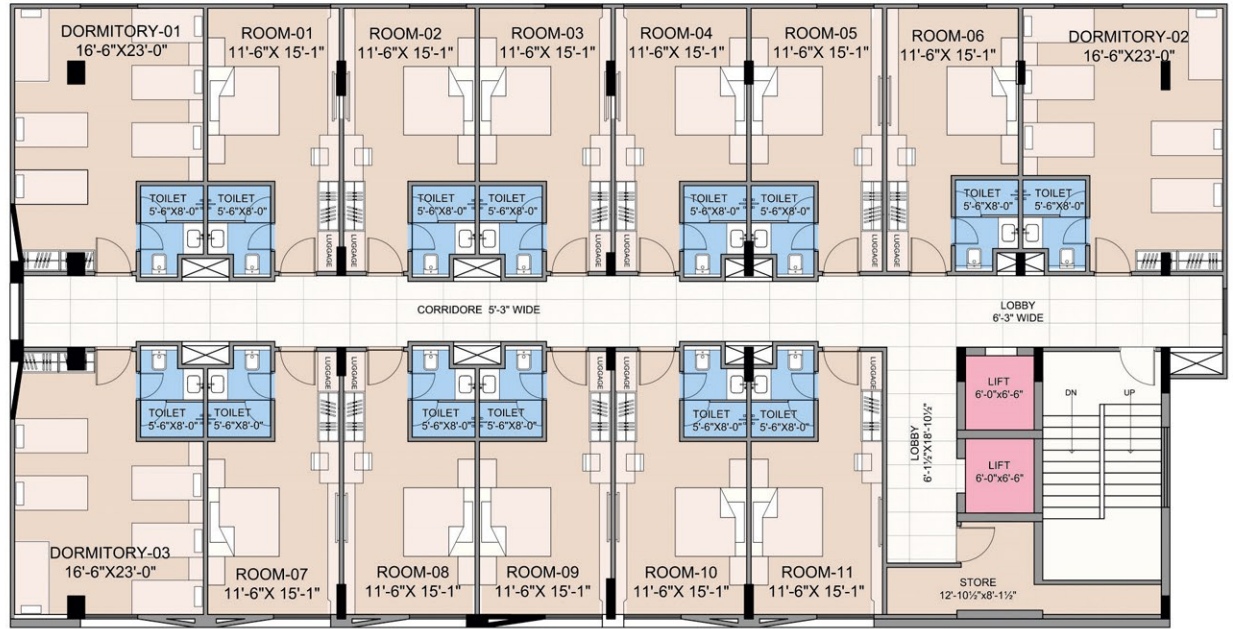 DORMITORY-01
16'-6"X23'-0"
ROOM-01
11'-6"X 15'-1"
ROOM-02
11'-6"X 15'-1"
ROOM-03
11'-6"X 15'-1"
ROOM-04
11'-6"X 15'-1"
ROOM-05
11'-6"X 15'-1"
ROOM-06
11'-6"X 15'-1"
DORMITORY-02
16'-6"X23'-0"
TOILET
5'-6"X8'-0"
TOILET
5'-6"X8'-0"
TOILET
5'-6"X8'-0"
TOILET
5'-6"X8'-0"
TOILET
5'-6"X8'-0"
TOILET
5'-6"X8'-0"
TOILET
5'-6"X8'-0"
TOILET
5'-6"X8'-0"
LUGGAGE
LUGGAGE
LUGGAGE
LUGGAGE
LUGGAGE
LUGGAGE
CORRIDORE 5'-3" WIDE
LOBBY
6'-3" WIDE
LUGGAGE
LUGGAGE
LUGGAGE
LUGGAGE
LUGGAGE
TOILET
5'-6"X8'-0"
TOILET
5'-6"X8'-0"
TOILET
5'-6"X8'-0"
TOILET
5'-6"X8'-0"
TOILET
5'-6"X8'-0"
TOILET
5'-6"X8'-0"
LOBBY
6'-1½"X18'-10½"
LIFT
6'-0"x6'-6"
DN
UP
LIFT
6'-0"x6'-6"
DORMITORY-03
16'-6"X23'-0"
ROOM-07
11'-6"X 15'-1"
ROOM-08
11'-6"X 15'-1"
ROOM-09
11'-6"X 15'-1"
ROOM-10
11'-6"X 15'-1"
ROOM-11
11'-6"X 15'-1"
STORE
12'-10½"x8'-1½"